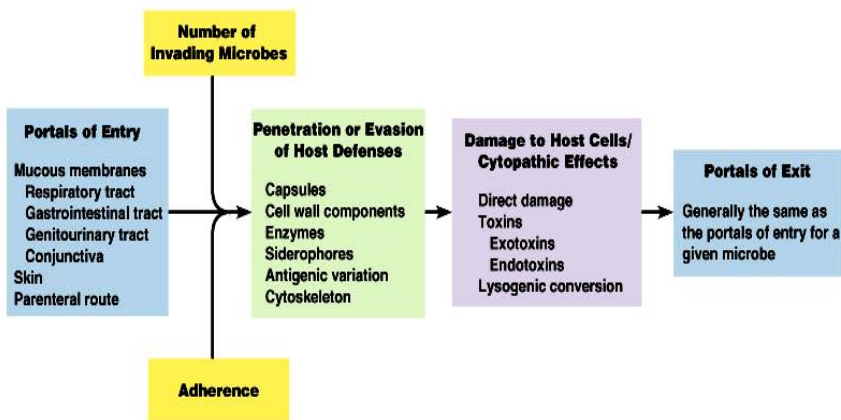 Number of
Invading Microbes
Portals of Entry
Mucous membranes
Respiratory tract
Gastrointestinal tract
Genitourinary tract
Conjunctiva
Skin
Parenteral route
Adherence
Penetration or Evasion
of Host Defenses
Capsules
Cell wall components
Enzymes
Siderophores
Antigenic variation
Cytoskeleton
Damage to Host Cells/
Cytopathic Effects
Direct damage
Toxins
Exotoxins
Endotoxins
Lysogenic conversion
Portals of Exit
Generally the same as
the portals of entry for a
given microbe